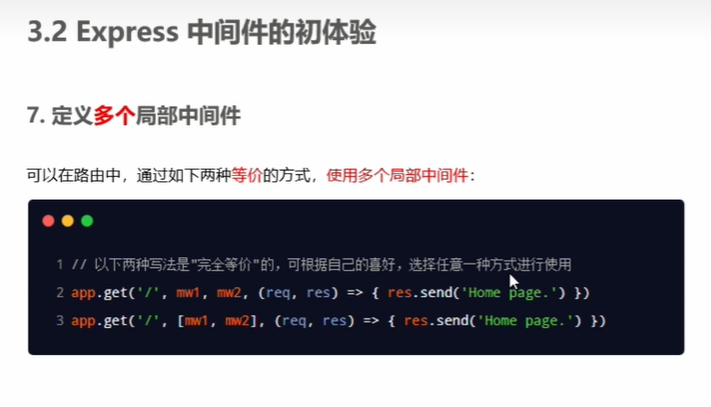 3.2 Express 中间件的初体验
7. 定义多个局部中间件
可以在路由中，通过如下两种等价的方式，使用多个局部中间件：
1 // 以下两种写法是"完全等价"的，可根据自己的喜好，选择任意一种方式进行使用
2 app.get('/', mw1, mw2, (req, res) => { res.send('Home page.') })
3 app.get('/', [mw1, mw2], (req, res) => { res.send('Home page.') })